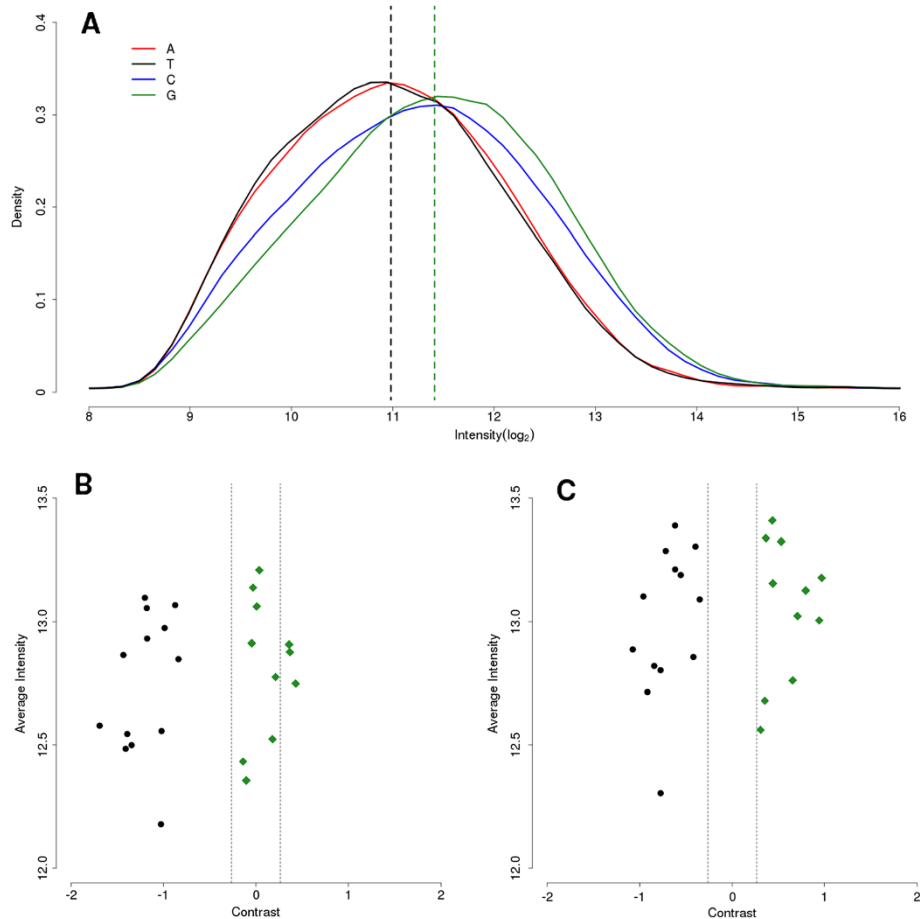 A
A
T
C
G
Density
0 0.1 0.2 0.3 0.4
8 9 10 11 12 13 14 15 16
Intensity(log2)
B
Average Intensity
12.0 12.5 13.0 13.5
-2 -1 0 1 2
Contrast
C
Average Intensity
12.0 12.5 13.0 13.5
-2 -1 0 1 2
Contrast